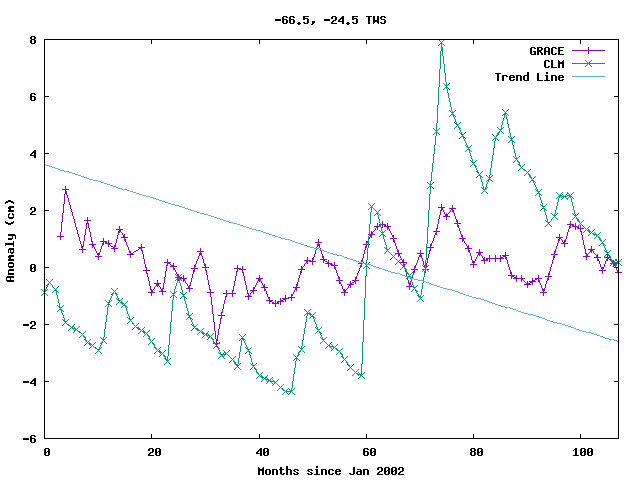 -66.5, -24.5 TWS
GRACE
CLM
Trend Line
8
6
4
2
0
-2
-4
-6
Anomaly (cm)
0 20 40 60 80 100
Months since Jan 2002